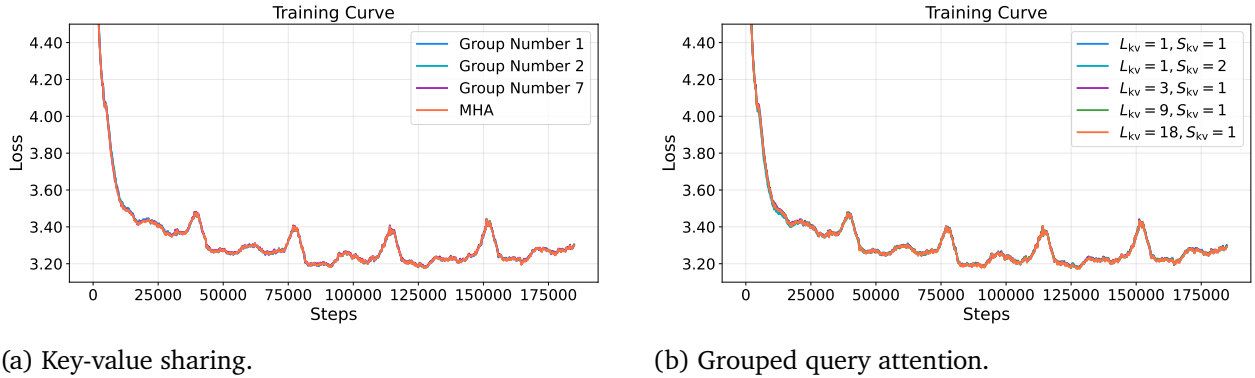 Training Curve
4.40
4.20
4.00
3.80
3.60
3.40
3.20
Loss
0 25000 50000 75000 100000 125000 150000 175000
Steps
Group Number 1
Group Number 2
Group Number 7
MHA
(a) Key-value sharing.
Training Curve
4.40
4.20
4.00
3.80
3.60
3.40
3.20
Loss
0 25000 50000 75000 100000 125000 150000 175000
Steps
L_kv = 1, S_kv = 1
L_kv = 1, S_kv = 2
L_kv = 3, S_kv = 1
L_kv = 9, S_kv = 1
L_kv = 18, S_kv = 1
(b) Grouped query attention.